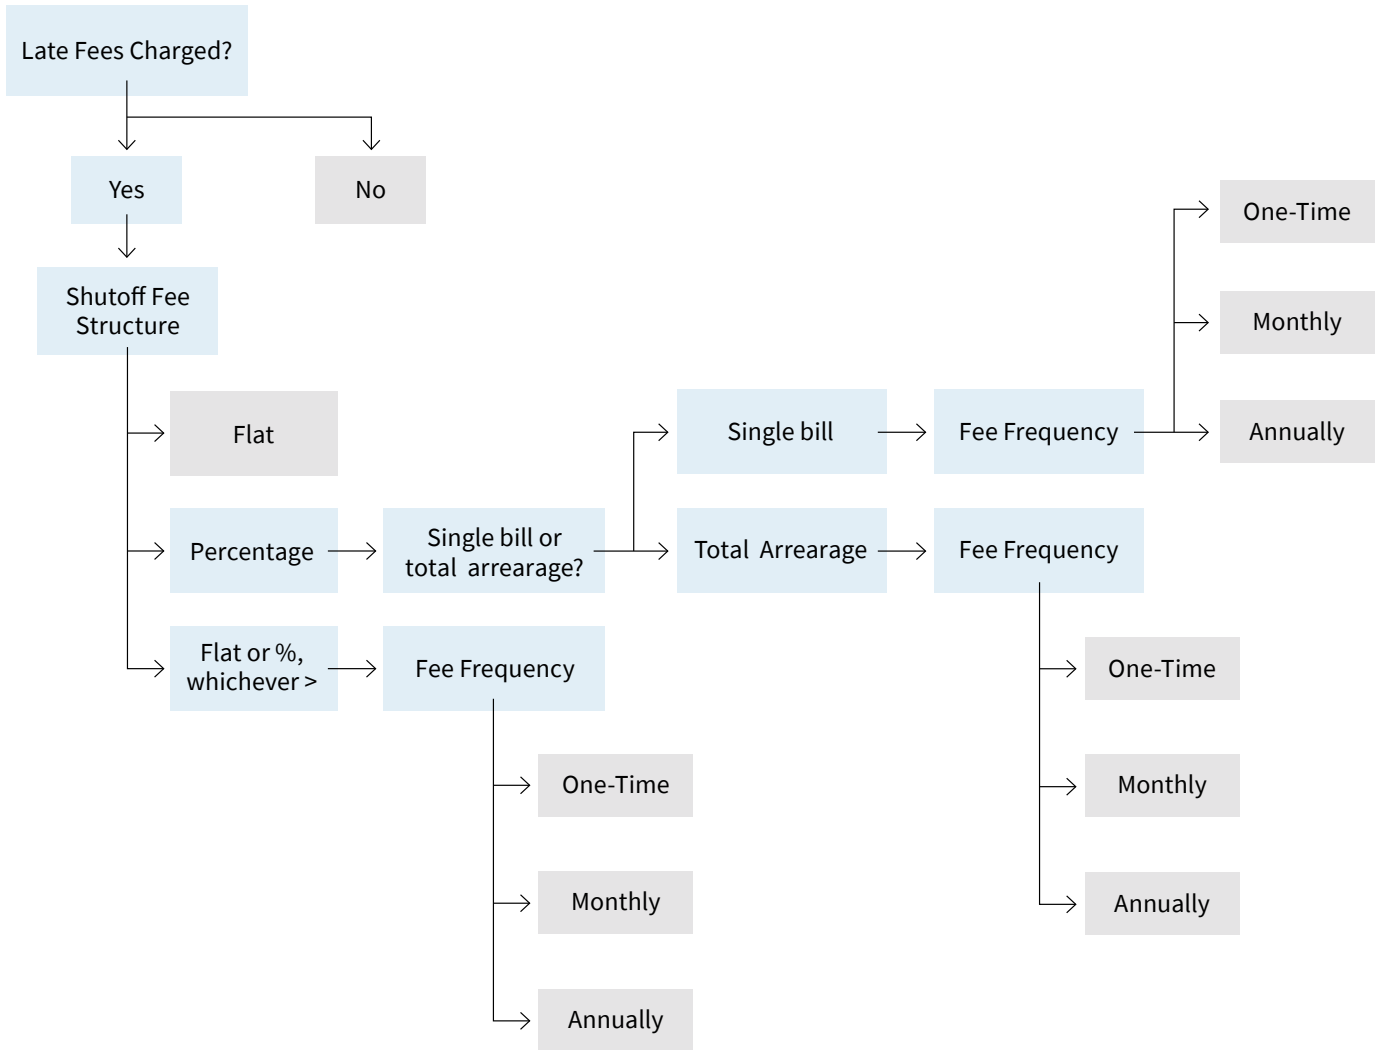 Late Fees Charged?
Yes
No
Shutoff Fee
Structure
Flat
Percentage
Single bill or
total arrearage?
Single bill
Fee Frequency
One-Time
Monthly
Annually
Total Arrearage
Fee Frequency
One-Time
Monthly
Annually
Flat or %,
whichever >
Fee Frequency
One-Time
Monthly
Annually